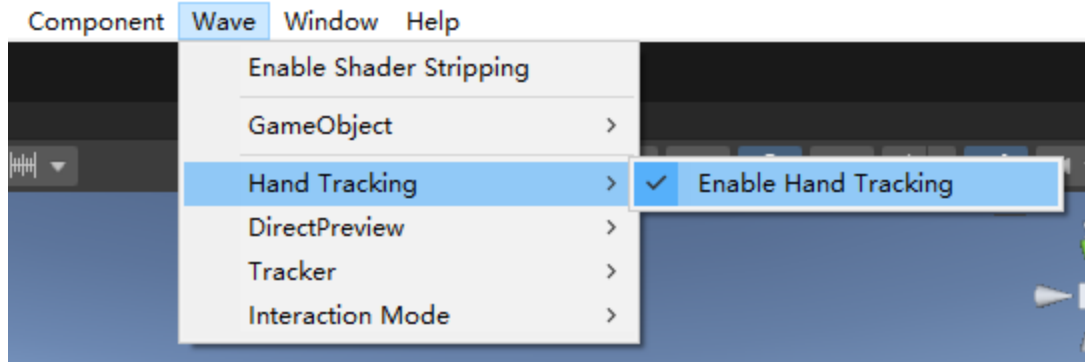 Component Wave Window Help
Enable Shader Stripping
GameObject
Hand Tracking Enable Hand Tracking
DirectPreview
Tracker
Interaction Mode